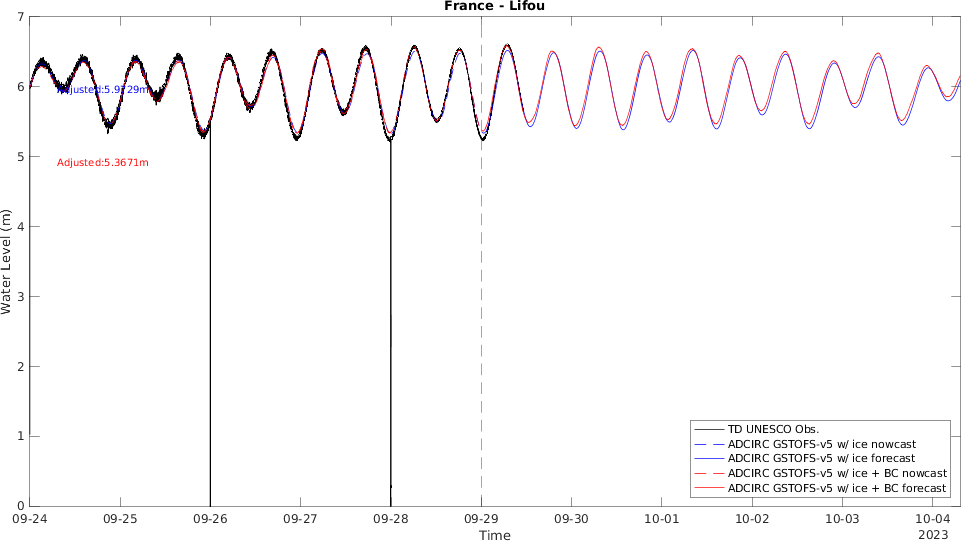 France - Lifou
Water Level (m)
7
6
5
4
3
2
1
0
Adjusted:5.9729m
Adjusted:5.3671m
TD UNESCO Obs.
ADCIRC GSTOFS-v5 w/ ice nowcast
ADCIRC GSTOFS-v5 w/ ice forecast
ADCIRC GSTOFS-v5 w/ ice + BC nowcast
ADCIRC GSTOFS-v5 w/ ice + BC forecast
09-24 09-25 09-26 09-27 09-28 09-29 09-30 10-01 10-02 10-03 10-04
Time
2023